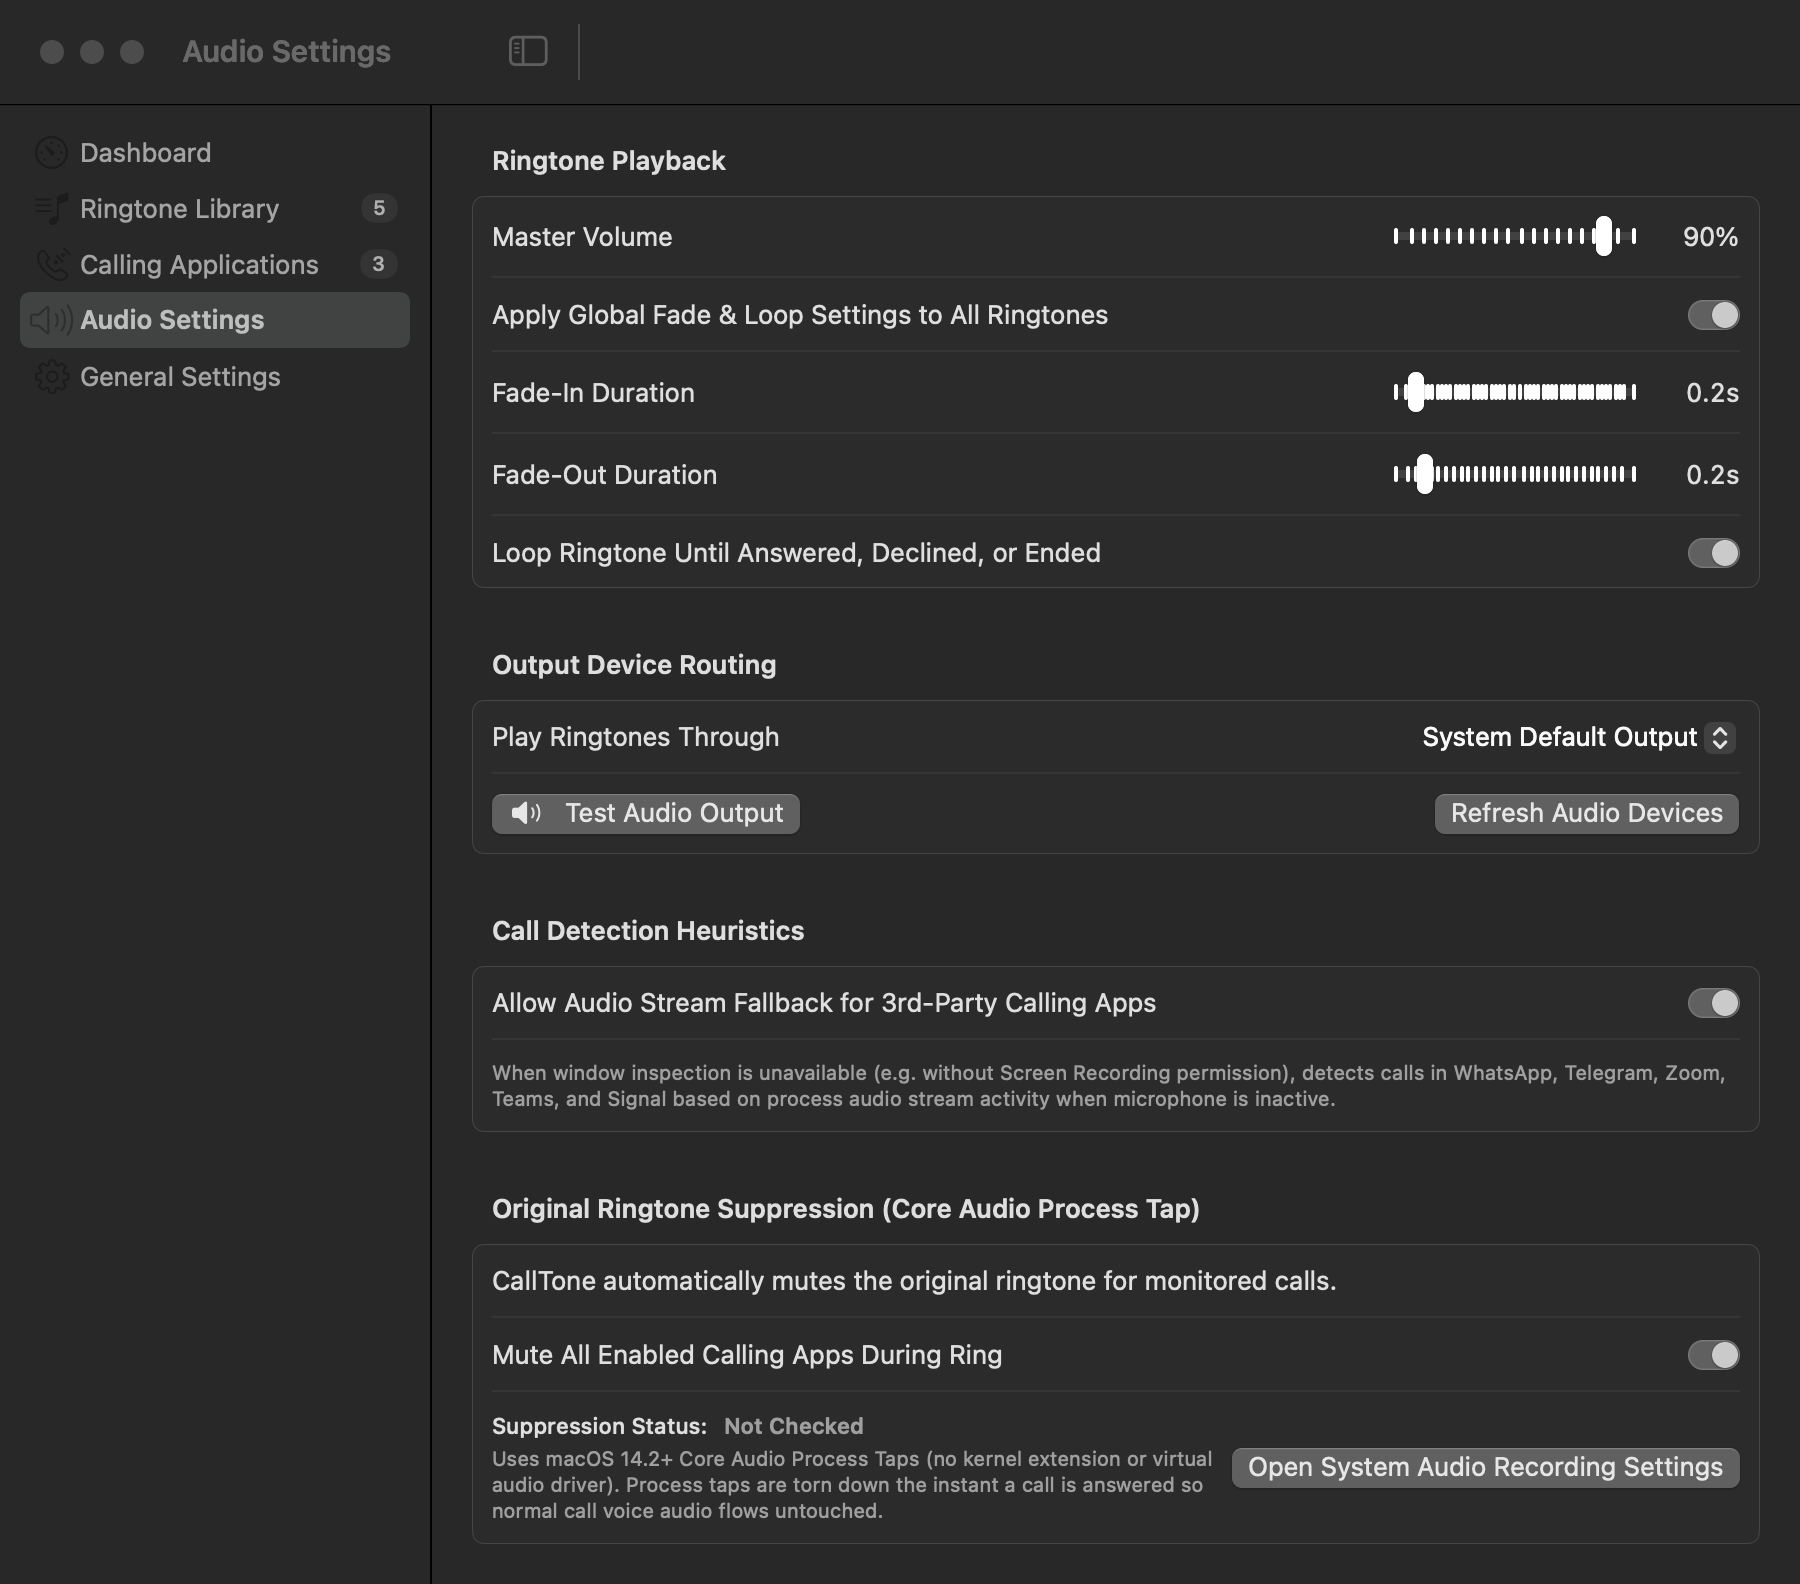 Audio Settings
Dashboard
Ringtone Library 5
Calling Applications 3
Audio Settings
General Settings
Ringtone Playback
Master Volume 90%
Apply Global Fade & Loop Settings to All Ringtones
Fade-In Duration 0.2s
Fade-Out Duration 0.2s
Loop Ringtone Until Answered, Declined, or Ended
Output Device Routing
Play Ringtones Through System Default Output
Test Audio Output Refresh Audio Devices
Call Detection Heuristics
Allow Audio Stream Fallback for 3rd-Party Calling Apps
When window inspection is unavailable (e.g. without Screen Recording permission), detects calls in WhatsApp, Telegram, Zoom,
Teams, and Signal based on process audio stream activity when microphone is inactive.
Original Ringtone Suppression (Core Audio Process Tap)
CallTone automatically mutes the original ringtone for monitored calls.
Mute All Enabled Calling Apps During Ring
Suppression Status: Not Checked
Uses macOS 14.2+ Core Audio Process Taps (no kernel extension or virtual
audio driver). Process taps are torn down the instant a call is answered so
normal call voice audio flows untouched.
Open System Audio Recording Settings